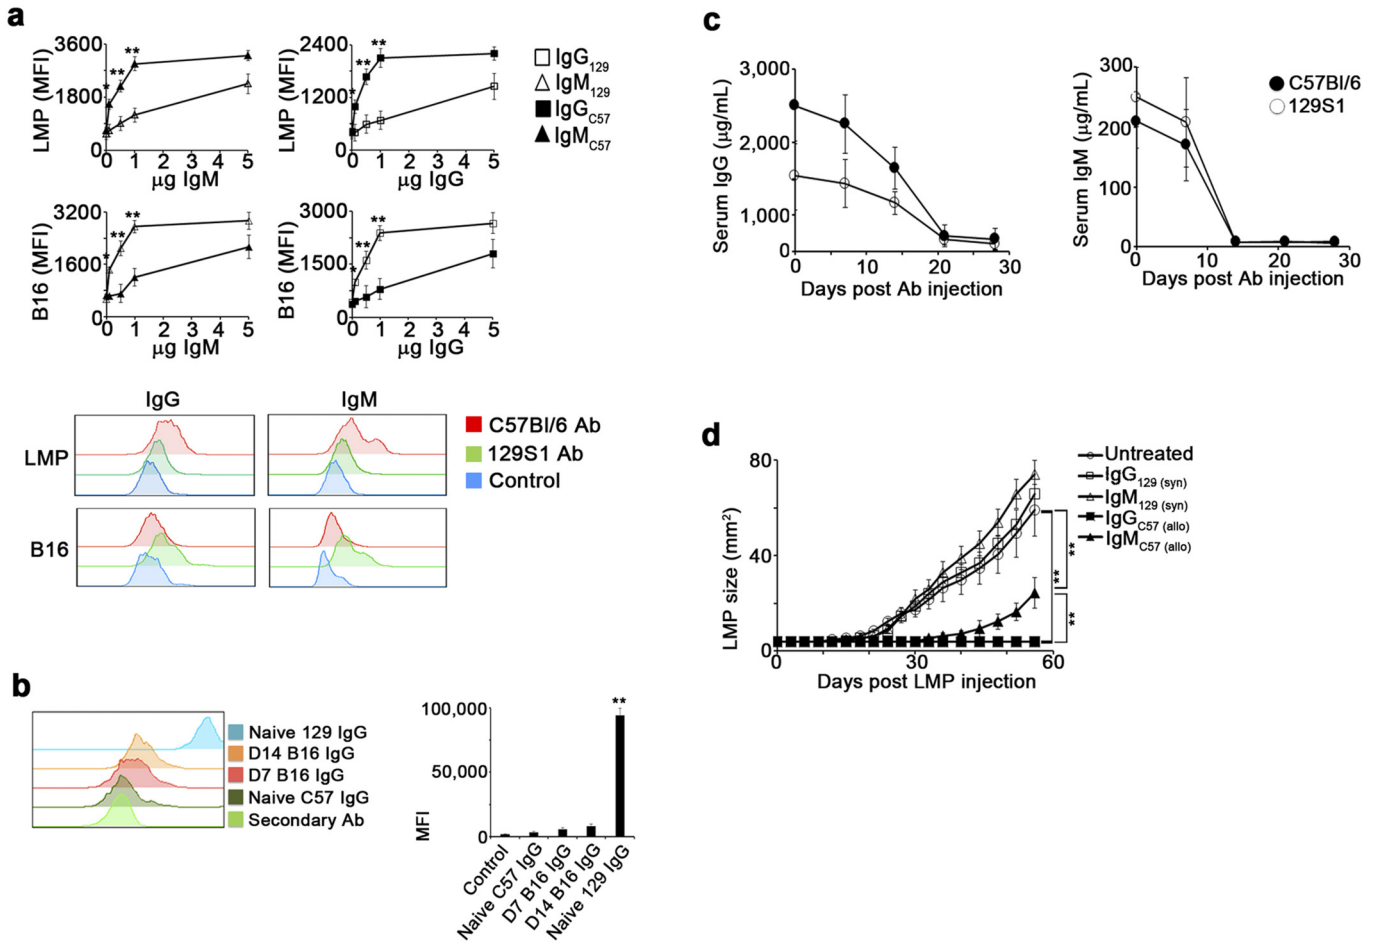 a
3600
1800
0
LMP (MFI)
* ** **
0 1 2 3 4 5
µg IgM
2400
1200
0
LMP (MFI)
* ** **
0 1 2 3 4 5
µg IgG
IgG129
IgM129
IgGC57
IgMC57
3200
1600
0
B16 (MFI)
* ** **
0 1 2 3 4 5
µg IgM
3000
1500
0
B16 (MFI)
* ** **
0 1 2 3 4 5
µg IgG
IgG IgM
LMP
B16
C57Bl/6 Ab
129S1 Ab
Control
b
Naive 129 IgG
D14 B16 IgG
D7 B16 IgG
Naive C57 IgG
Secondary Ab
100,000
50,000
0
MFI
**
Control
Naive C57 IgG
D7 B16 IgG
D14 B16 IgG
Naive 129 IgG
c
3,000
2,000
1,000
0
Serum IgG (µg/mL)
0 10 20 30
Days post Ab injection
300
200
100
0
Serum IgM (µg/mL)
0 10 20 30
Days post Ab injection
C57Bl/6
129S1
d
80
40
0
LMP size (mm2)
0 30 60
Days post LMP injection
Untreated
IgG129 (syn)
IgM129 (syn)
IgGC57 (allo)
IgMC57 (allo)
**
**
**